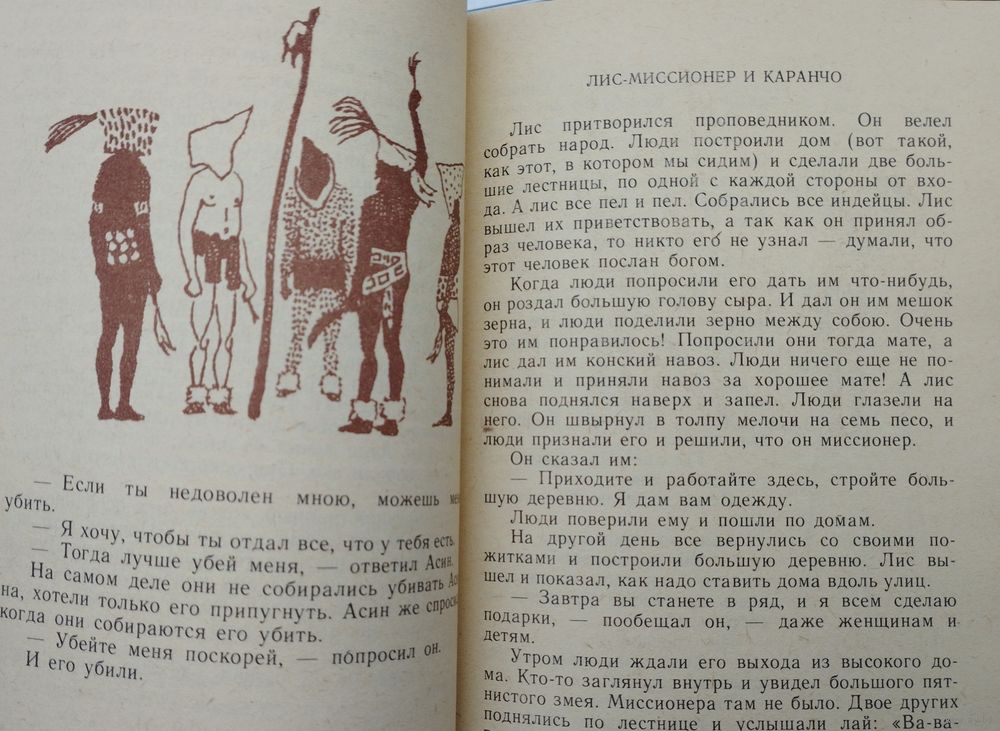 — Если ты недоволен мною, можешь
убить.
— Я хочу, чтобы ты отдал все, что у тебя есть.
— Тогда лучше убей меня, — ответил Асин.
На самом деле они не собирались убивать Аси-
на, хотели только его припугнуть. Асин же
когда они собираются его убить.
— Убейте меня поскорей, — попросил он.
И его убили.
ЛИС-МИССИОНЕР И КАРАНЧО
Лис притворился проповедником. Он велел
собрать народ. Люди построили дом (вот такой,
как этот, в котором мы сидим) и сделали две боль-
шие лестницы, по одной с каждой стороны от вхо-
да. А лис все пел и пел. Собрались все индейцы. Лис
вышел их приветствовать, а так как он принял об-
раз человека, то никто его не узнал — думали, что
этот человек послан богом.
Когда люди попросили его дать им что-нибудь,
он роздал большую голову сыра. И дал он им мешок
зерна, и люди поделили зерно между собою. Очень
это им понравилось! Попросили они тогда мате, а
лис дал им конский навоз. Люди ничего еще не по-
нимали и приняли навоз за хорошее мате! А лис
снова поднялся наверх и запел. Люди глазели на
него. Он швырнул в толпу мелочи на семь песо, и
люди признали его и решили, что он миссионер.
Он сказал им:
— Приходите и работайте здесь, стройте боль-
шую деревню. Я дам вам одежду.
Люди поверили ему и пошли по домам.
На другой день все вернулись со своими по-
житками и построили большую деревню. Лис вы-
шел и показал, как надо ставить дома вдоль улиц.
— Завтра вы станете в ряд, и я всем сделаю
подарки, — пообещал он, — даже женщинам и
детям.
Утром люди ждали его выхода из высокого до-
ма. Кто-то заглянул внутрь и увидел большого пят-
нистого змея. Миссионера там не было. Двое других
поднялись по лестнице и услышали лай: «Ва-ва-